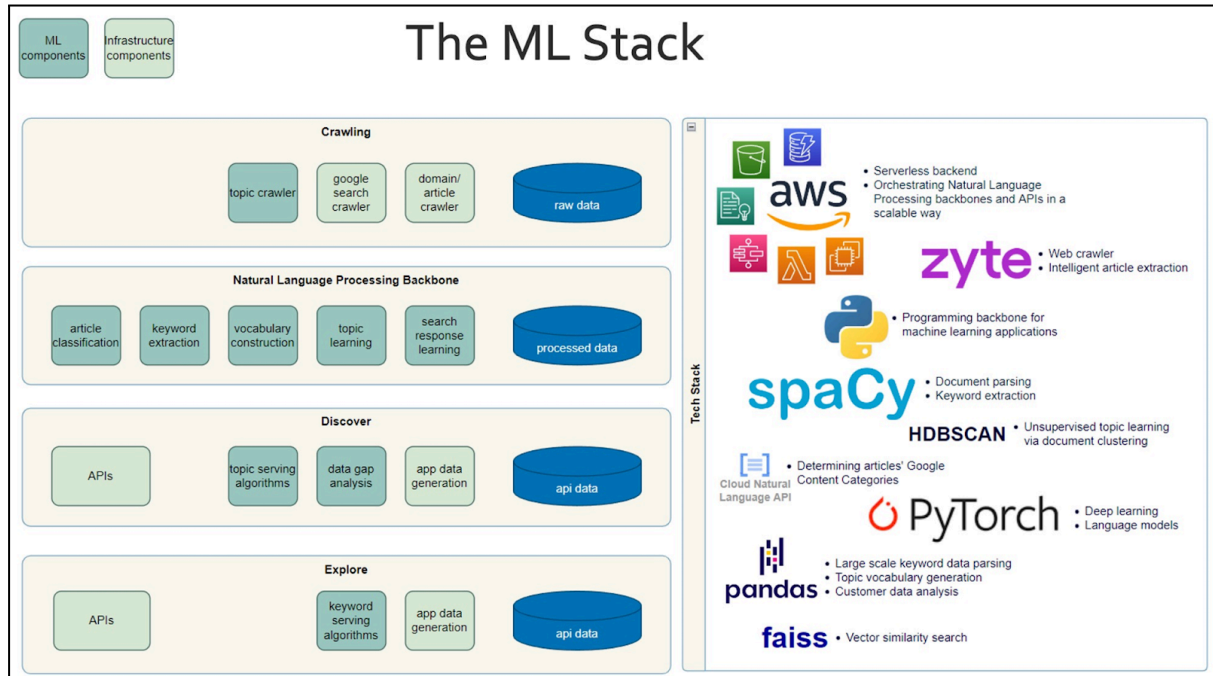 The ML Stack
ML
components
Infrastructure
components
Crawling
topic crawler
google
search
crawler
domain/
article
crawler
raw data
Natural Language Processing Backbone
article
classification
keyword
extraction
vocabulary
construction
topic
learning
search
response
learning
processed data
Discover
APIs
topic serving
algorithms
data gap
analysis
app data
generation
api data
Explore
APIs
keyword
serving
algorithms
app data
generation
api data
Tech Stack
aws
• Serverless backend
• Orchestrating Natural Language
Processing backbones and APIs in a
scalable way
zyte
• Web crawler
• Intelligent article extraction
• Programming backbone for
machine learning applications
spaCy
• Document parsing
• Keyword extraction
HDBSCAN
• Unsupervised topic learning
via document clustering
Cloud Natural
Language API
• Determining articles' Google
Content Categories
PyTorch
• Deep learning
• Language models
pandas
• Large scale keyword data parsing
• Topic vocabulary generation
• Customer data analysis
faiss
• Vector similarity search